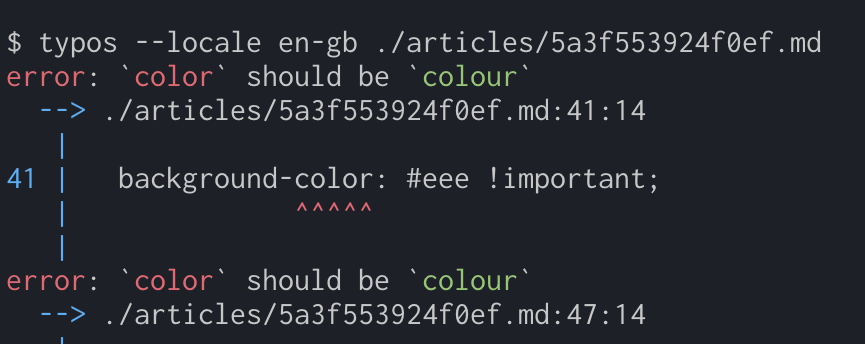 $ typos --locale en-gb ./articles/5a3f553924f0ef.md
error: `color` should be `colour`
  --> ./articles/5a3f553924f0ef.md:41:14
   |
41 |   background-color: #eee !important;
   |              ^^^^^
   |
error: `color` should be `colour`
  --> ./articles/5a3f553924f0ef.md:47:14
   |